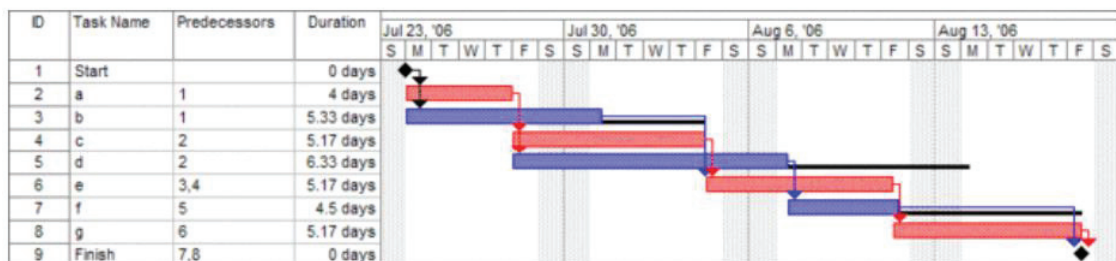 ID Task Name Predecessors Duration Jul 23, '06 Jul 30, '06 Aug 6, '06 Aug 13, '06
S M T W T F S S M T W T F S S M T W T F S S M T W T F S
1 Start 0 days
2 a 1 4 days
3 b 1 5.33 days
4 c 2 5.17 days
5 d 2 6.33 days
6 e 3,4 5.17 days
7 f 5 4.5 days
8 g 6 5.17 days
9 Finish 7,8 0 days